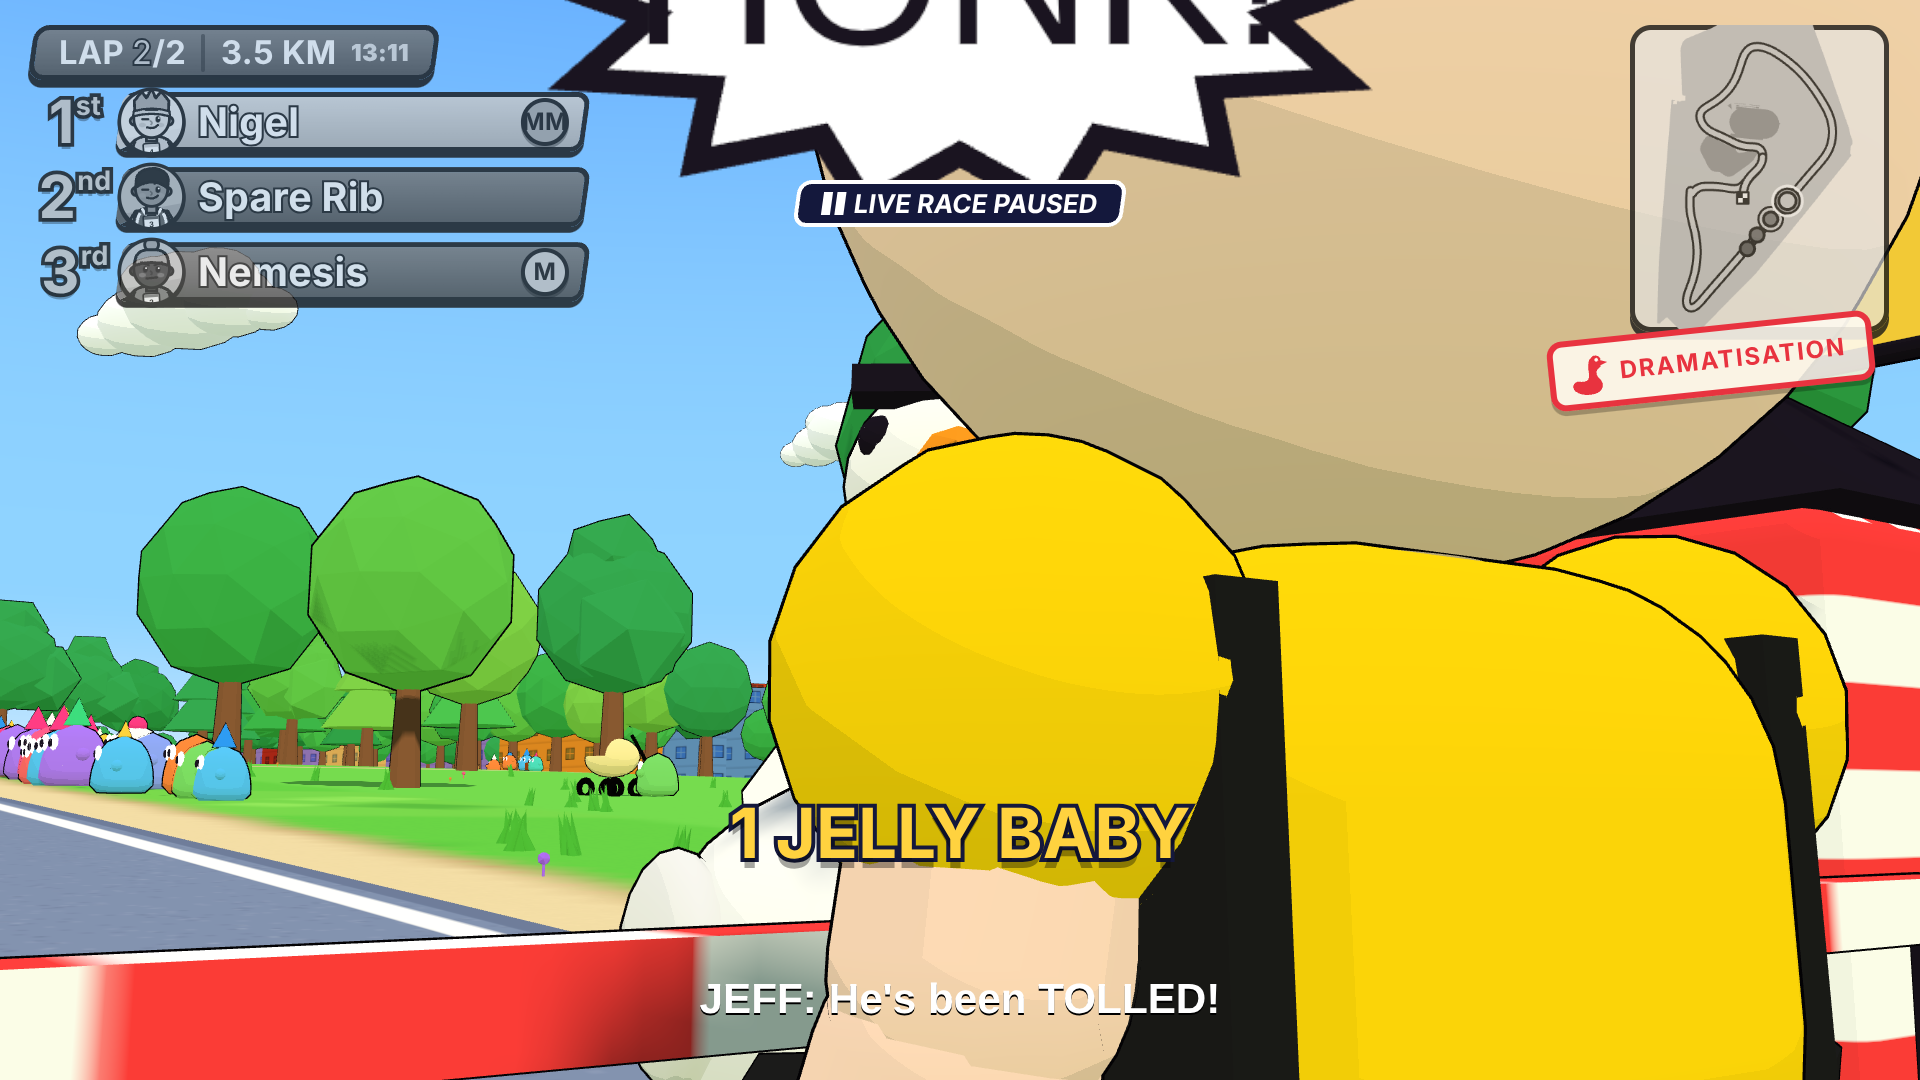 HONK!
LAP 2/2 3.5 KM 13:11
1st Nigel MM
2nd Spare Rib
3rd Nemesis M
LIVE RACE PAUSED
DRAMATISATION
1 JELLY BABY
JEFF: He's been TOLLED!